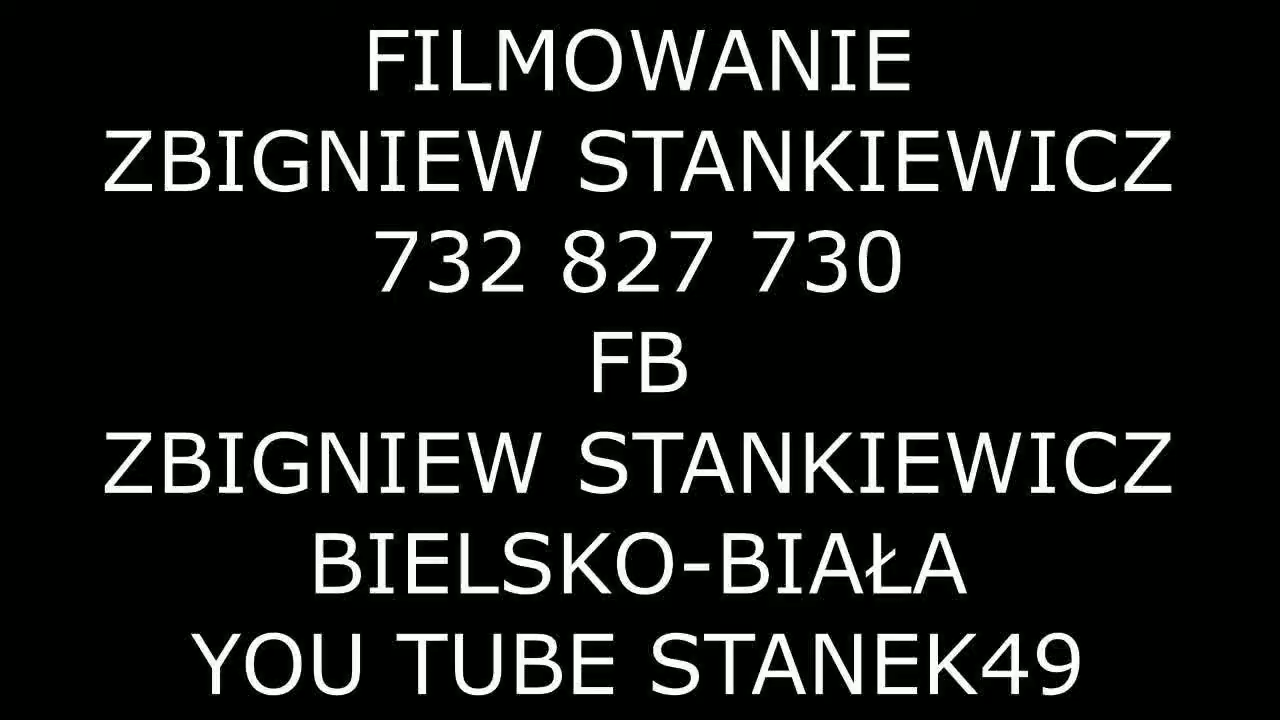 FILMOWANIE
ZBIGNIEW STANKIEWICZ
732 827 730
FB
ZBIGNIEW STANKIEWICZ
BIELSKO-BIAŁA
YOU TUBE STANEK49